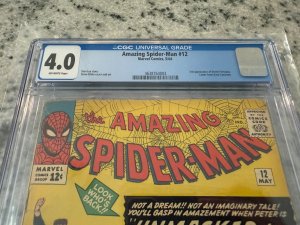 CGC UNIVERSAL GRADE
4.0
OFF-WHITE Pages
Amazing Spider-Man #12
Marvel Comics, 5/64
the AMAZING
SPIDER-MAN
MARVEL
COMICS
GROUP
12¢
12
MAY
LOOK
WHO'S
BACK!!
NOT A DREAM!! NOT AN IMAGINARY TALE!
YOU'LL GASP IN AMAZEMENT WHEN PETER IS
"UNMASKED